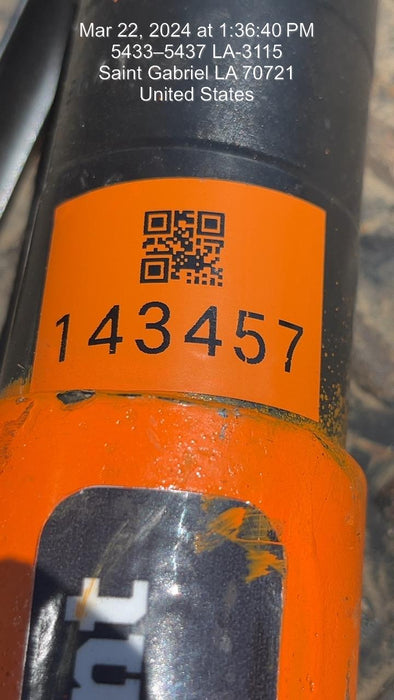 Mar 22, 2024 at 1:36:40 PM
5433–5437 LA-3115
Saint Gabriel LA 70721
United States
143457